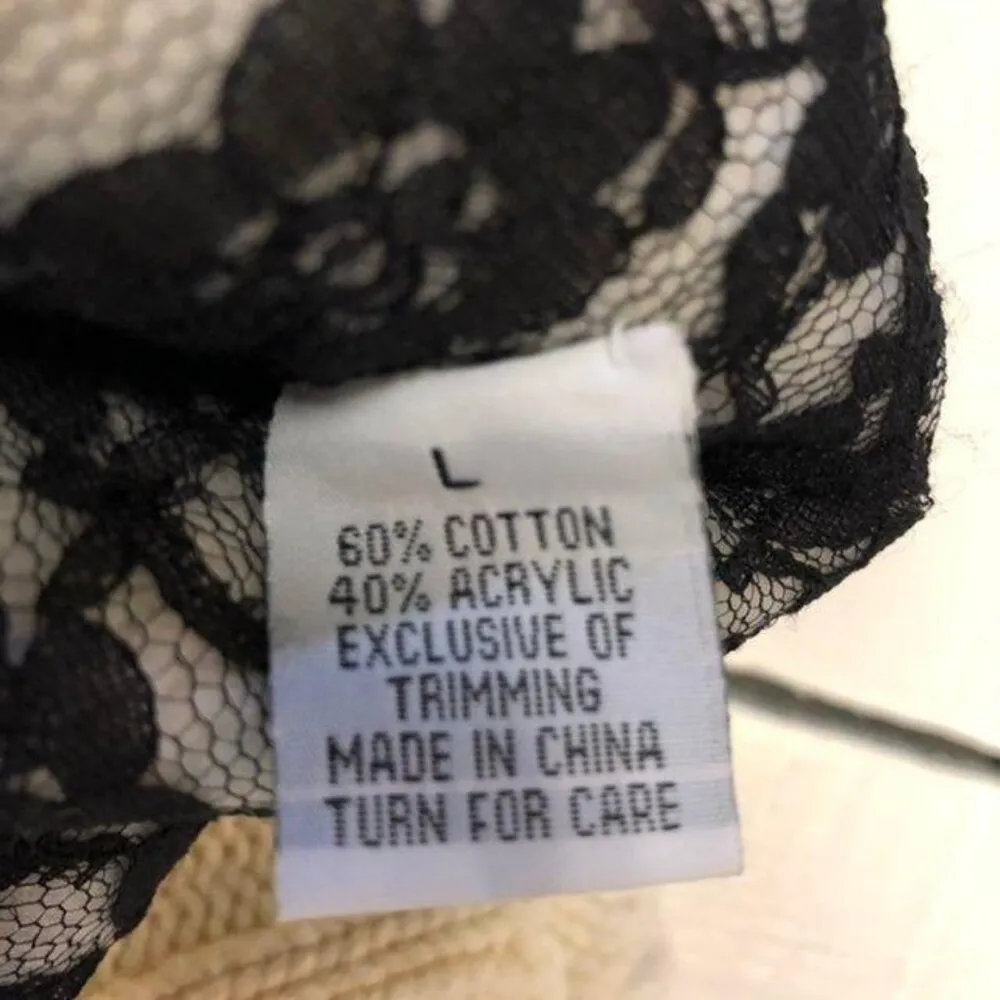 L
60% COTTON
40% ACRYLIC
EXCLUSIVE OF
TRIMMING
MADE IN CHINA
TURN FOR CARE